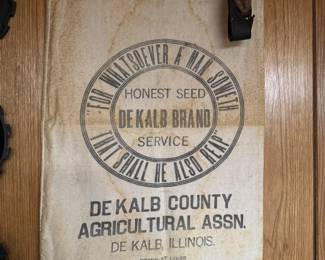 "FOR WHATSOEVER A MAN SOWETH
HONEST SEED
DE KALB BRAND
SERVICE
THAT SHALL HE ALSO REAP"
DE KALB COUNTY
AGRICULTURAL ASSN.
DE KALB, ILLINOIS.